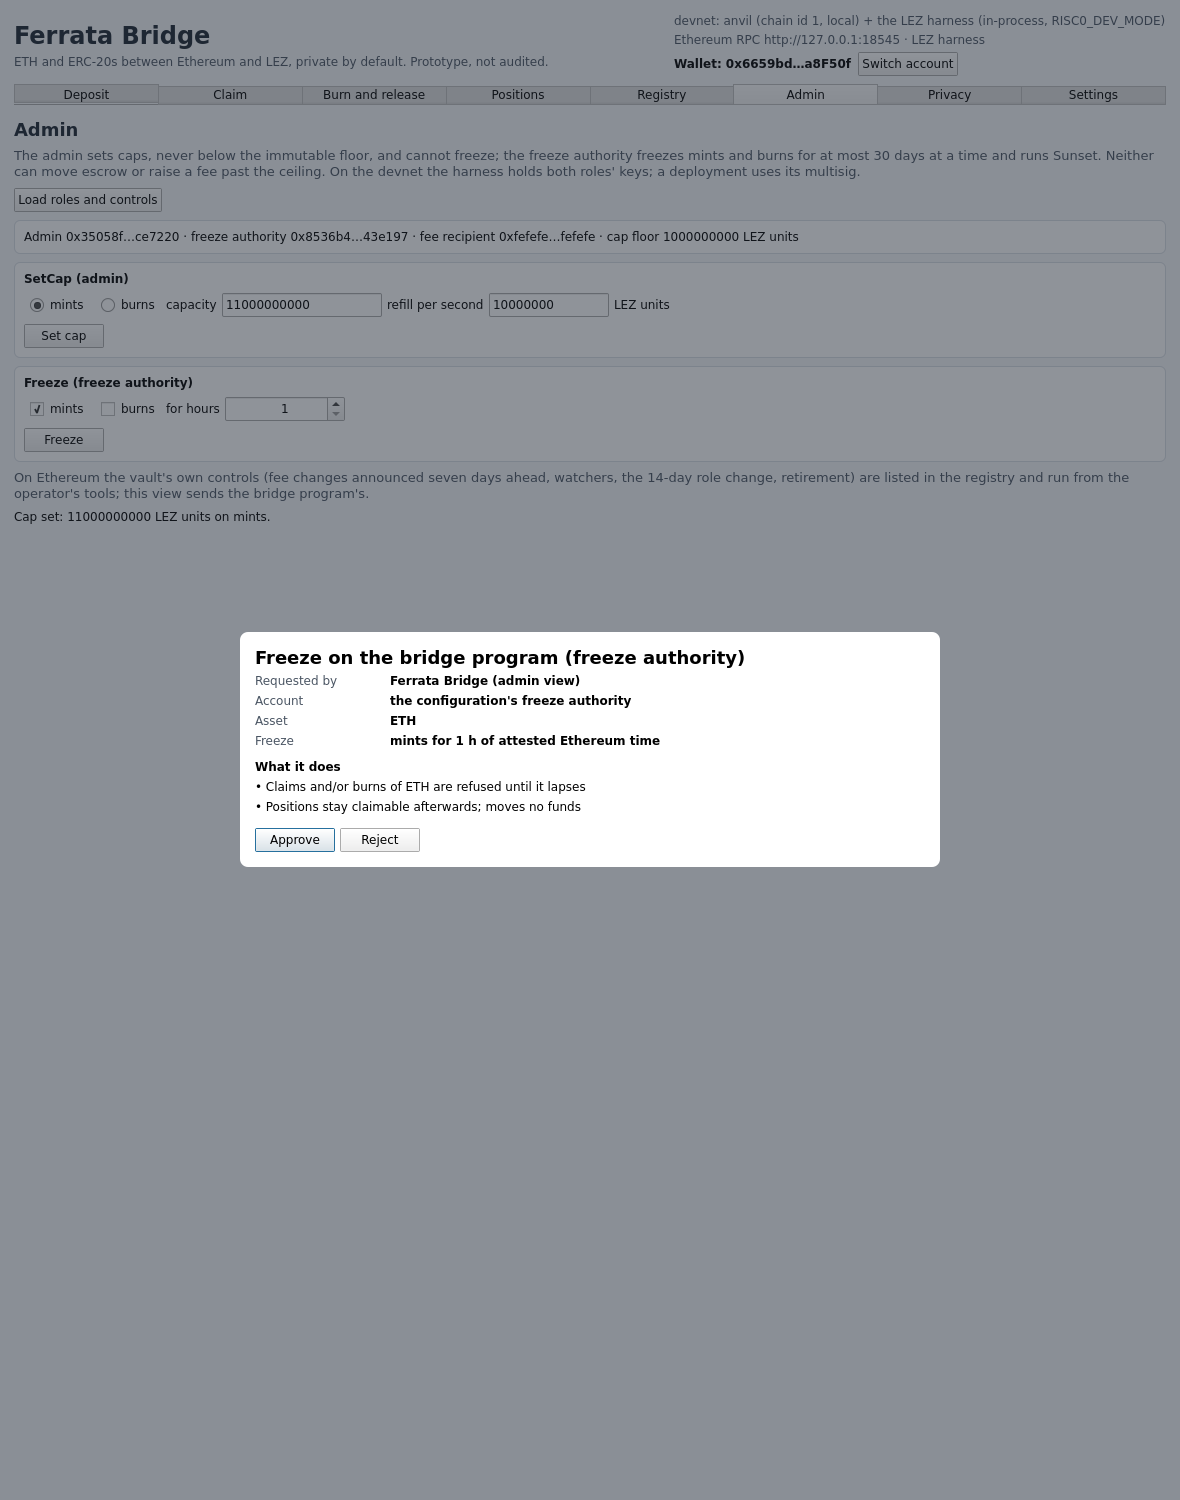 Ferrata Bridge
ETH and ERC-20s between Ethereum and LEZ, private by default. Prototype, not audited.
devnet: anvil (chain id 1, local) + the LEZ harness (in-process, RISC0_DEV_MODE)
Ethereum RPC http://127.0.0.1:18545 · LEZ harness
Wallet: 0x6659bd…a8F50f Switch account
Deposit Claim Burn and release Positions Registry Admin Privacy Settings
Admin
The admin sets caps, never below the immutable floor, and cannot freeze; the freeze authority freezes mints and burns for at most 30 days at a time and runs Sunset. Neither
can move escrow or raise a fee past the ceiling. On the devnet the harness holds both roles' keys; a deployment uses its multisig.
Load roles and controls
Admin 0x35058f…ce7220 · freeze authority 0x8536b4…43e197 · fee recipient 0xfefefe…fefefe · cap floor 1000000000 LEZ units
SetCap (admin)
mints burns capacity 11000000000 refill per second 10000000 LEZ units
Set cap
Freeze (freeze authority)
mints burns for hours 1
Freeze
On Ethereum the vault's own controls (fee changes announced seven days ahead, watchers, the 14-day role change, retirement) are listed in the registry and run from the
operator's tools; this view sends the bridge program's.
Cap set: 11000000000 LEZ units on mints.
Freeze on the bridge program (freeze authority)
Requested by Ferrata Bridge (admin view)
Account the configuration's freeze authority
Asset ETH
Freeze mints for 1 h of attested Ethereum time
What it does
• Claims and/or burns of ETH are refused until it lapses
• Positions stay claimable afterwards; moves no funds
Approve Reject